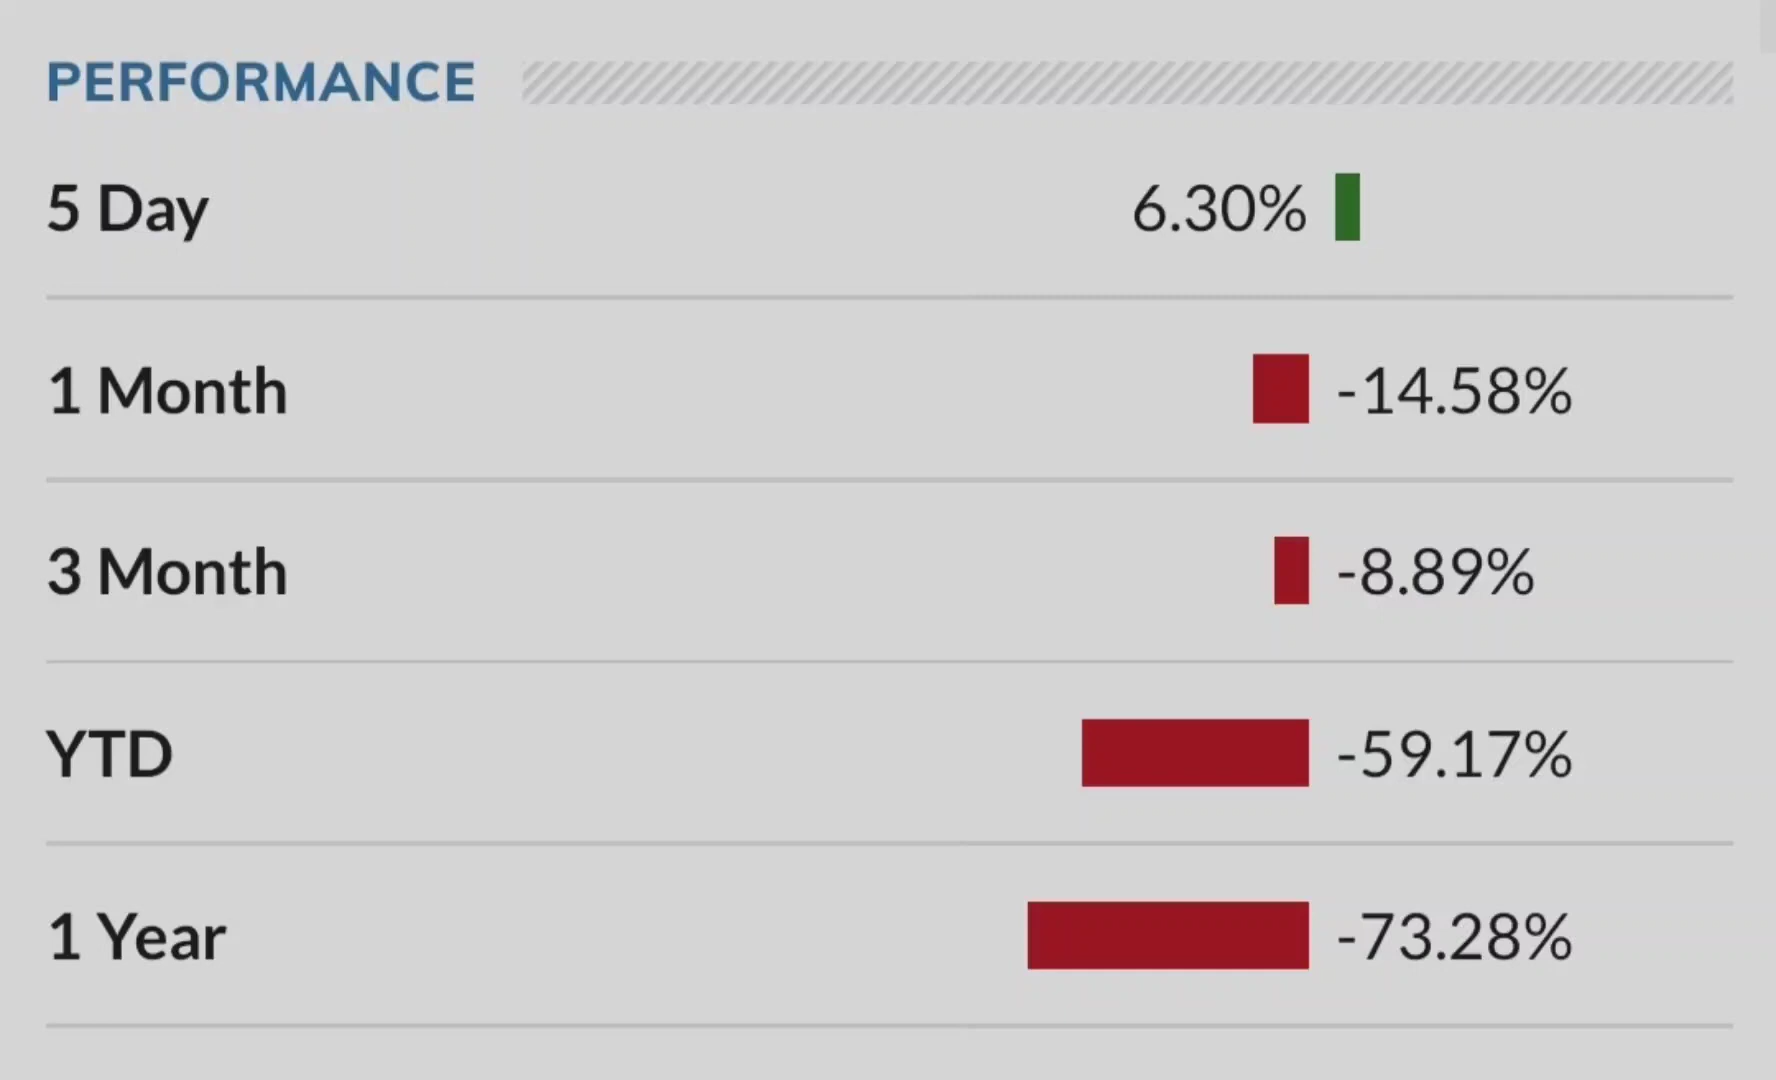 PERFORMANCE
5 Day 6.30%
1 Month -14.58%
3 Month -8.89%
YTD -59.17%
1 Year -73.28%